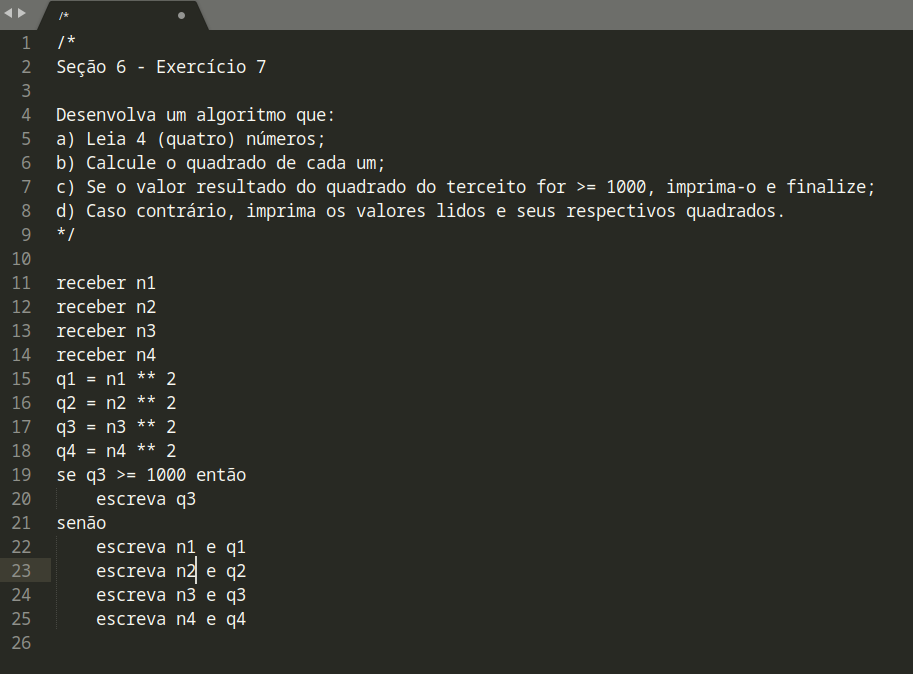 /*
1 /*
2 Seção 6 - Exercício 7
3
4 Desenvolva um algoritmo que:
5 a) Leia 4 (quatro) números;
6 b) Calcule o quadrado de cada um;
7 c) Se o valor resultado do quadrado do terceito for >= 1000, imprima-o e finalize;
8 d) Caso contrário, imprima os valores lidos e seus respectivos quadrados.
9 */
10
11 receber n1
12 receber n2
13 receber n3
14 receber n4
15 q1 = n1 ** 2
16 q2 = n2 ** 2
17 q3 = n3 ** 2
18 q4 = n4 ** 2
19 se q3 >= 1000 então
20     escreva q3
21 senão
22     escreva n1 e q1
23     escreva n2 e q2
24     escreva n3 e q3
25     escreva n4 e q4
26